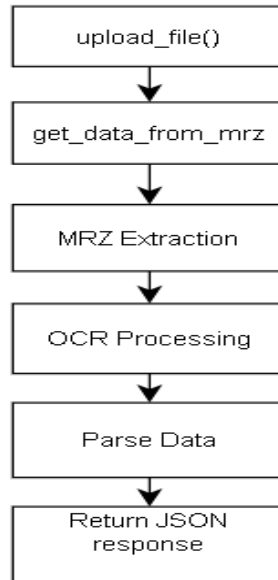 upload_file()
get_data_from_mrz
MRZ Extraction
OCR Processing
Parse Data
Return JSON
response